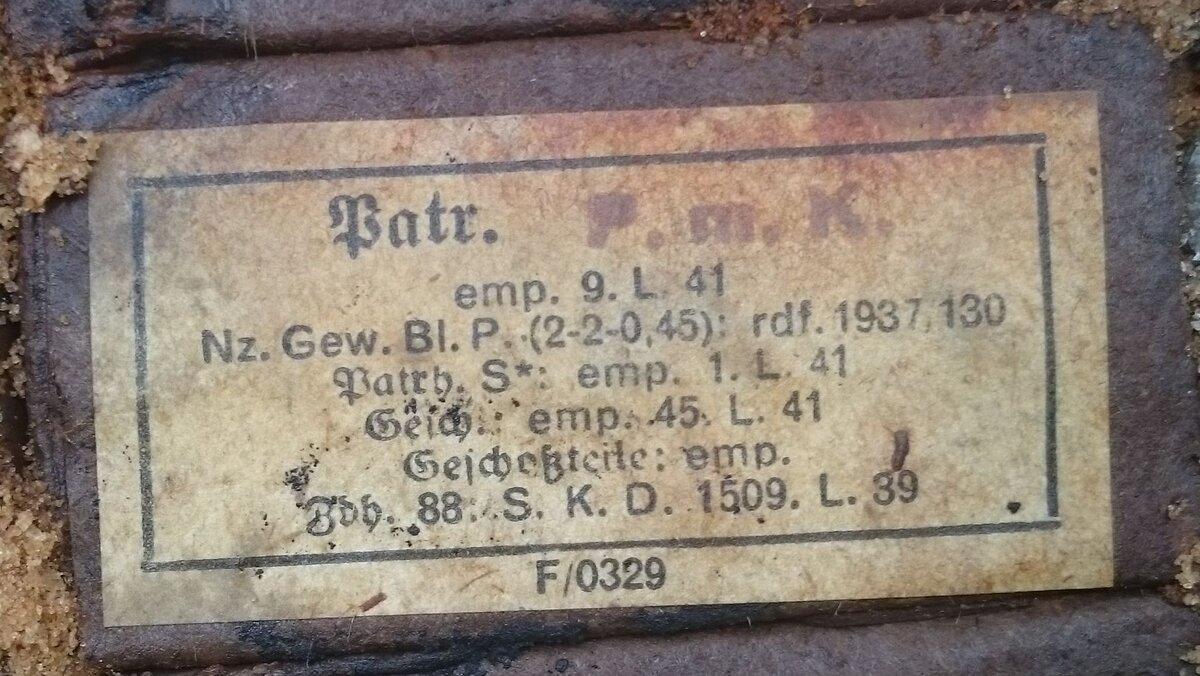 Patr. P. m. K.
emp. 9. L. 41
Nz. Gew. Bl. P. (2-2-0,45): rdf. 1937.130
Patrh. S*: emp. 1. L. 41
Gesch.: emp. 45. L. 41
Geschoßteile: emp.
Zdh. 88: S. K. D. 1509. L. 39
F/0329